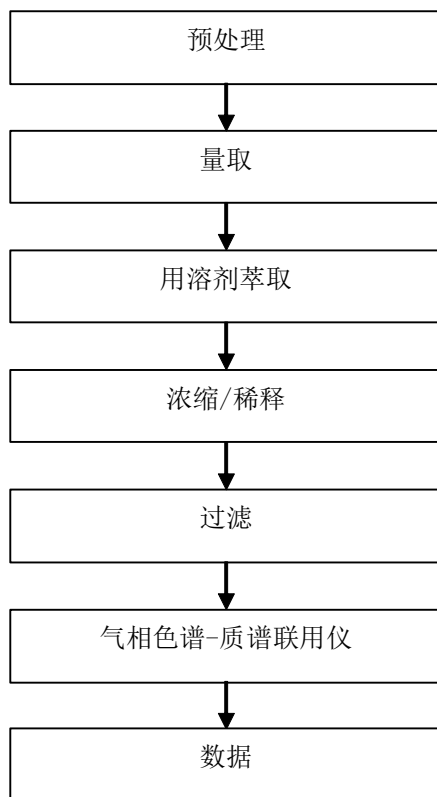 预处理
量取
用溶剂萃取
浓缩/稀释
过滤
气相色谱-质谱联用仪
数据